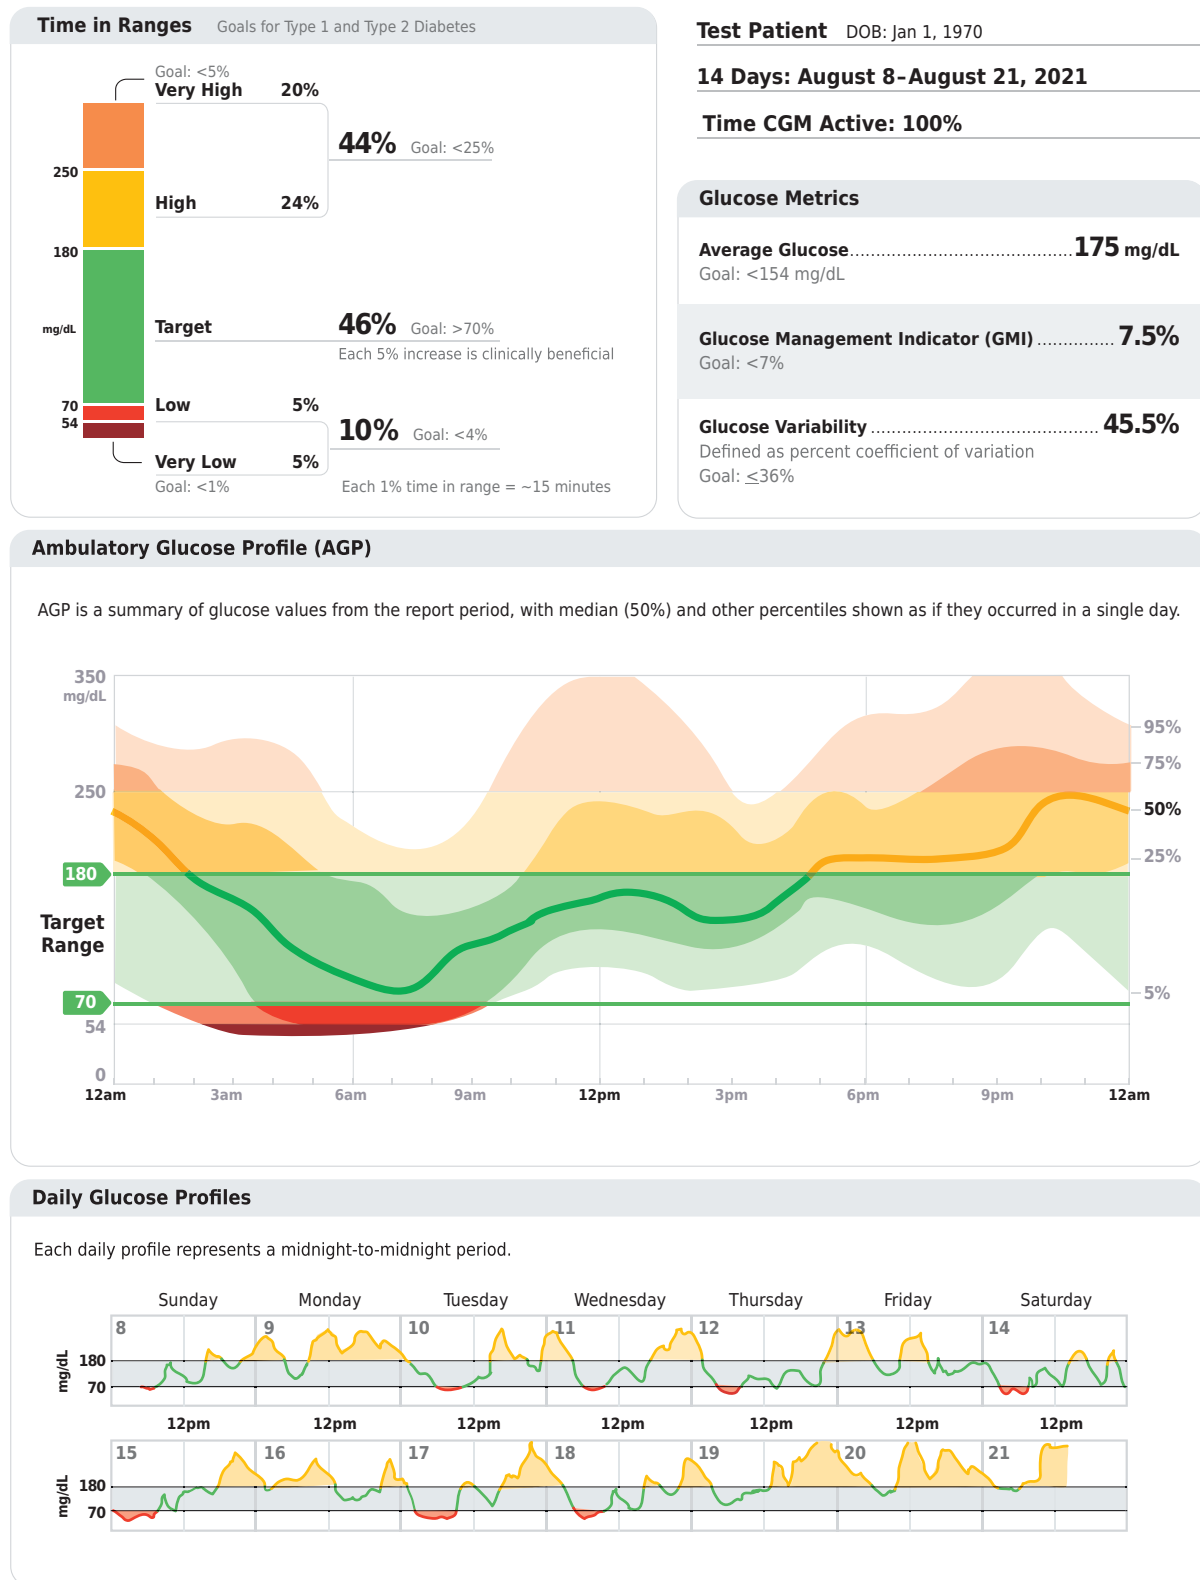 Time in Ranges Goals for Type 1 and Type 2 Diabetes
Goal: <5%
Very High 20%
44% Goal: <25%
250
High 24%
180
mg/dL
Target 46% Goal: >70%
Each 5% increase is clinically beneficial
70
Low 5%
54
10% Goal: <4%
Very Low 5%
Goal: <1%
Each 1% time in range = ~15 minutes
Test Patient DOB: Jan 1, 1970
14 Days: August 8–August 21, 2021
Time CGM Active: 100%
Glucose Metrics
Average Glucose........................................175 mg/dL
Goal: <154 mg/dL
Glucose Management Indicator (GMI)...............7.5%
Goal: <7%
Glucose Variability...........................................45.5%
Defined as percent coefficient of variation
Goal: ≤36%
Ambulatory Glucose Profile (AGP)
AGP is a summary of glucose values from the report period, with median (50%) and other percentiles shown as if they occurred in a single day.
350
mg/dL
95%
75%
250
50%
25%
180
Target
Range
70
5%
54
0
12am 3am 6am 9am 12pm 3pm 6pm 9pm 12am
Daily Glucose Profiles
Each daily profile represents a midnight-to-midnight period.
Sunday Monday Tuesday Wednesday Thursday Friday Saturday
8 9 10 11 12 13 14
mg/dL
180
70
12pm 12pm 12pm 12pm 12pm 12pm 12pm
15 16 17 18 19 20 21
mg/dL
180
70